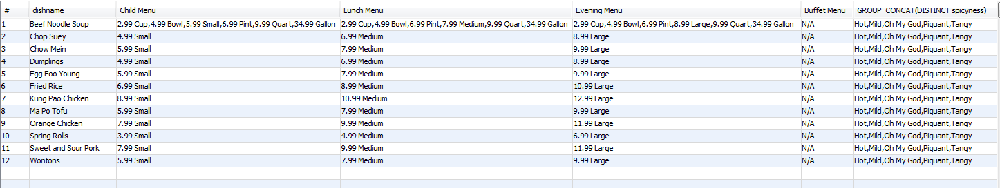 # dishname Child Menu Lunch Menu Evening Menu Buffet Menu GROUP_CONCAT(DISTINCT spicyness)
1 Beef Noodle Soup 2.99 Cup,4.99 Bowl,5.99 Small,6.99 Pint,9.99 Quart,34.99 Gallon 2.99 Cup,4.99 Bowl,6.99 Pint,7.99 Medium,9.99 Quart,34.99 Gallon 2.99 Cup,4.99 Bowl,6.99 Pint,8.99 Large,9.99 Quart,34.99 Gallon N/A Hot,Mild,Oh My God,Piquant,Tangy
2 Chop Suey 4.99 Small 6.99 Medium 8.99 Large N/A Hot,Mild,Oh My God,Piquant,Tangy
3 Chow Mein 5.99 Small 7.99 Medium 9.99 Large N/A Hot,Mild,Oh My God,Piquant,Tangy
4 Dumplings 4.99 Small 6.99 Medium 8.99 Large N/A Hot,Mild,Oh My God,Piquant,Tangy
5 Egg Foo Young 5.99 Small 7.99 Medium 9.99 Large N/A Hot,Mild,Oh My God,Piquant,Tangy
6 Fried Rice 6.99 Small 8.99 Medium 10.99 Large N/A Hot,Mild,Oh My God,Piquant,Tangy
7 Kung Pao Chicken 8.99 Small 10.99 Medium 12.99 Large N/A Hot,Mild,Oh My God,Piquant,Tangy
8 Ma Po Tofu 5.99 Small 7.99 Medium 9.99 Large N/A Hot,Mild,Oh My God,Piquant,Tangy
9 Orange Chicken 7.99 Small 9.99 Medium 11.99 Large N/A Hot,Mild,Oh My God,Piquant,Tangy
10 Spring Rolls 3.99 Small 4.99 Medium 6.99 Large N/A Hot,Mild,Oh My God,Piquant,Tangy
11 Sweet and Sour Pork 7.99 Small 9.99 Medium 11.99 Large N/A Hot,Mild,Oh My God,Piquant,Tangy
12 Wontons 5.99 Small 7.99 Medium 9.99 Large N/A Hot,Mild,Oh My God,Piquant,Tangy